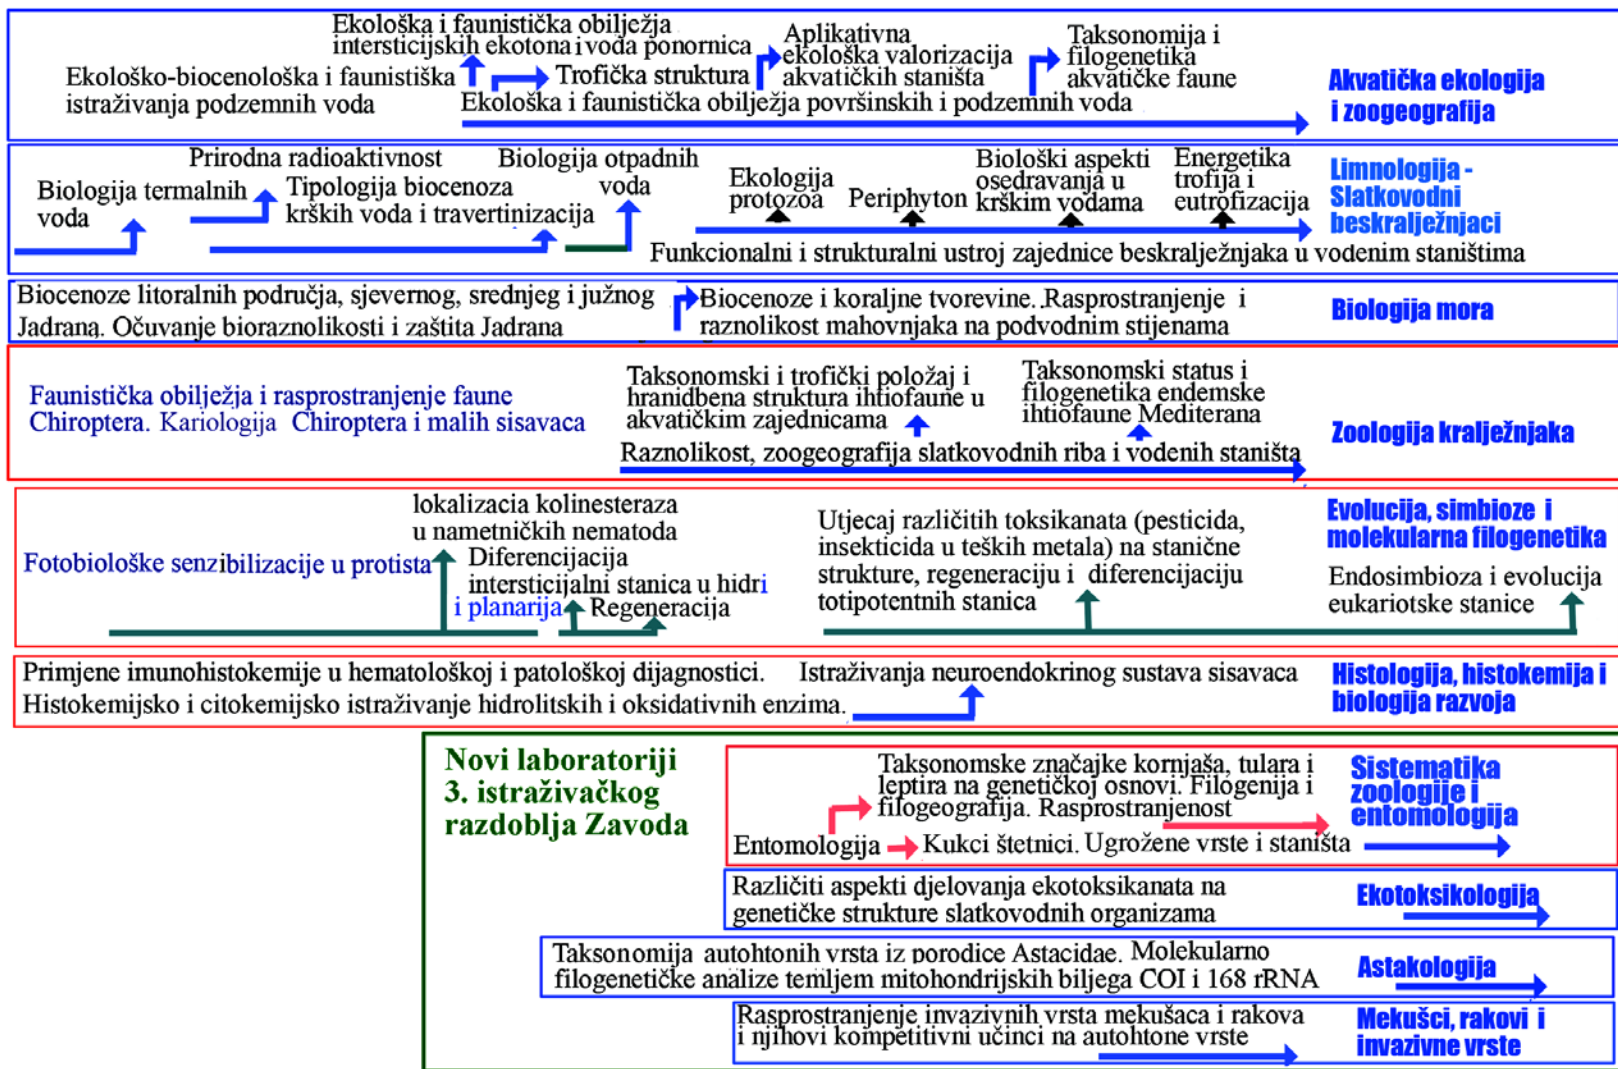 Ekološka i faunistička obilježja
intersticijskih ekotona i voda ponornica
Ekološko-biocenološka i faunistiška
istraživanja podzemnih voda
Trofička struktura
Aplikativna
ekološka valorizacija
akvatičkih staništa
Taksonomija i
filogenetika
akvatičke faune
Ekološka i faunistička obilježja površinskih i podzemnih voda
Akvatička ekologija
i zoogeografija
Biologija termalnih
voda
Prirodna radioaktivnost
Tipologija biocenoza
krških voda i travertinizacija
Biologija otpadnih
voda
Ekologija
protozoa
Periphyton
Biološki aspekti
osedravanja u
krškim vodama
Energetika
trofija i
eutrofizacija
Funkcionalni i strukturalni ustroj zajednice beskralježnjaka u vodenim staništima
Limnologija -
Slatkovodni
beskralježnjaci
Biocenoze litoralnih područja, sjevernog, srednjeg i južnog
Jadrana. Očuvanje bioraznolikosti i zaštita Jadrana
Biocenoze i koraljne tvorevine. Rasprostranjenje i
raznolikost mahovnjaka na podvodnim stijenama
Biologija mora
Faunistička obilježja i rasprostranjenje faune
Chiroptera. Kariologija Chiroptera i malih sisavaca
Taksonomski i trofički položaj i
hranidbena struktura ihtiofaune u
akvatičkim zajednicama
Taksonomski status i
filogenetika endemske
ihtiofaune Mediterana
Raznolikost, zoogeografija slatkovodnih riba i vodenih staništa
Zoologija kralježnjaka
lokalizacia kolinesteraza
u nametničkih nematoda
Fotobiološke senzibilizacije u protista
Diferencijacija
intersticijalni stanica u hidri
i planarija
Regeneracija
Utjecaj različitih toksikanata (pesticida,
insekticida u teških metala) na stanične
strukture, regeneraciju i diferencijaciju
totipotentnih stanica
Evolucija, simbioze i
molekularna filogenetika
Endosimbioza i evolucija
eukariotske stanice
Primjene imunohistokemije u hematološkoj i patološkoj dijagnostici.
Histokemijsko i citokemijsko istraživanje hidrolitskih i oksidativnih enzima.
Istraživanja neuroendokrinog sustava sisavaca
Histologija, histokemija i
biologija razvoja
Novi laboratoriji
3. istraživačkog
razdoblja Zavoda
Taksonomske značajke kornjaša, tulara i
leptira na genetičkoj osnovi. Filogenija i
filogeografija. Rasprostranjenost
Entomologija
Kukci štetnici. Ugrožene vrste i staništa
Sistematika
zoologije i
entomologija
Različiti aspekti djelovanja ekotoksikanata na
genetičke strukture slatkovodnih organizama
Ekotoksikologija
Taksonomija autohtonih vrsta iz porodice Astacidae. Molekularno
filogenetičke analize temljem mitohondrijskih biljega COI i 168 rRNA
Astakologija
Rasprostranjenje invazivnih vrsta mekušaca i rakova
i njihovi kompetitivni učinci na autohtone vrste
Mekušci, rakovi i
invazivne vrste